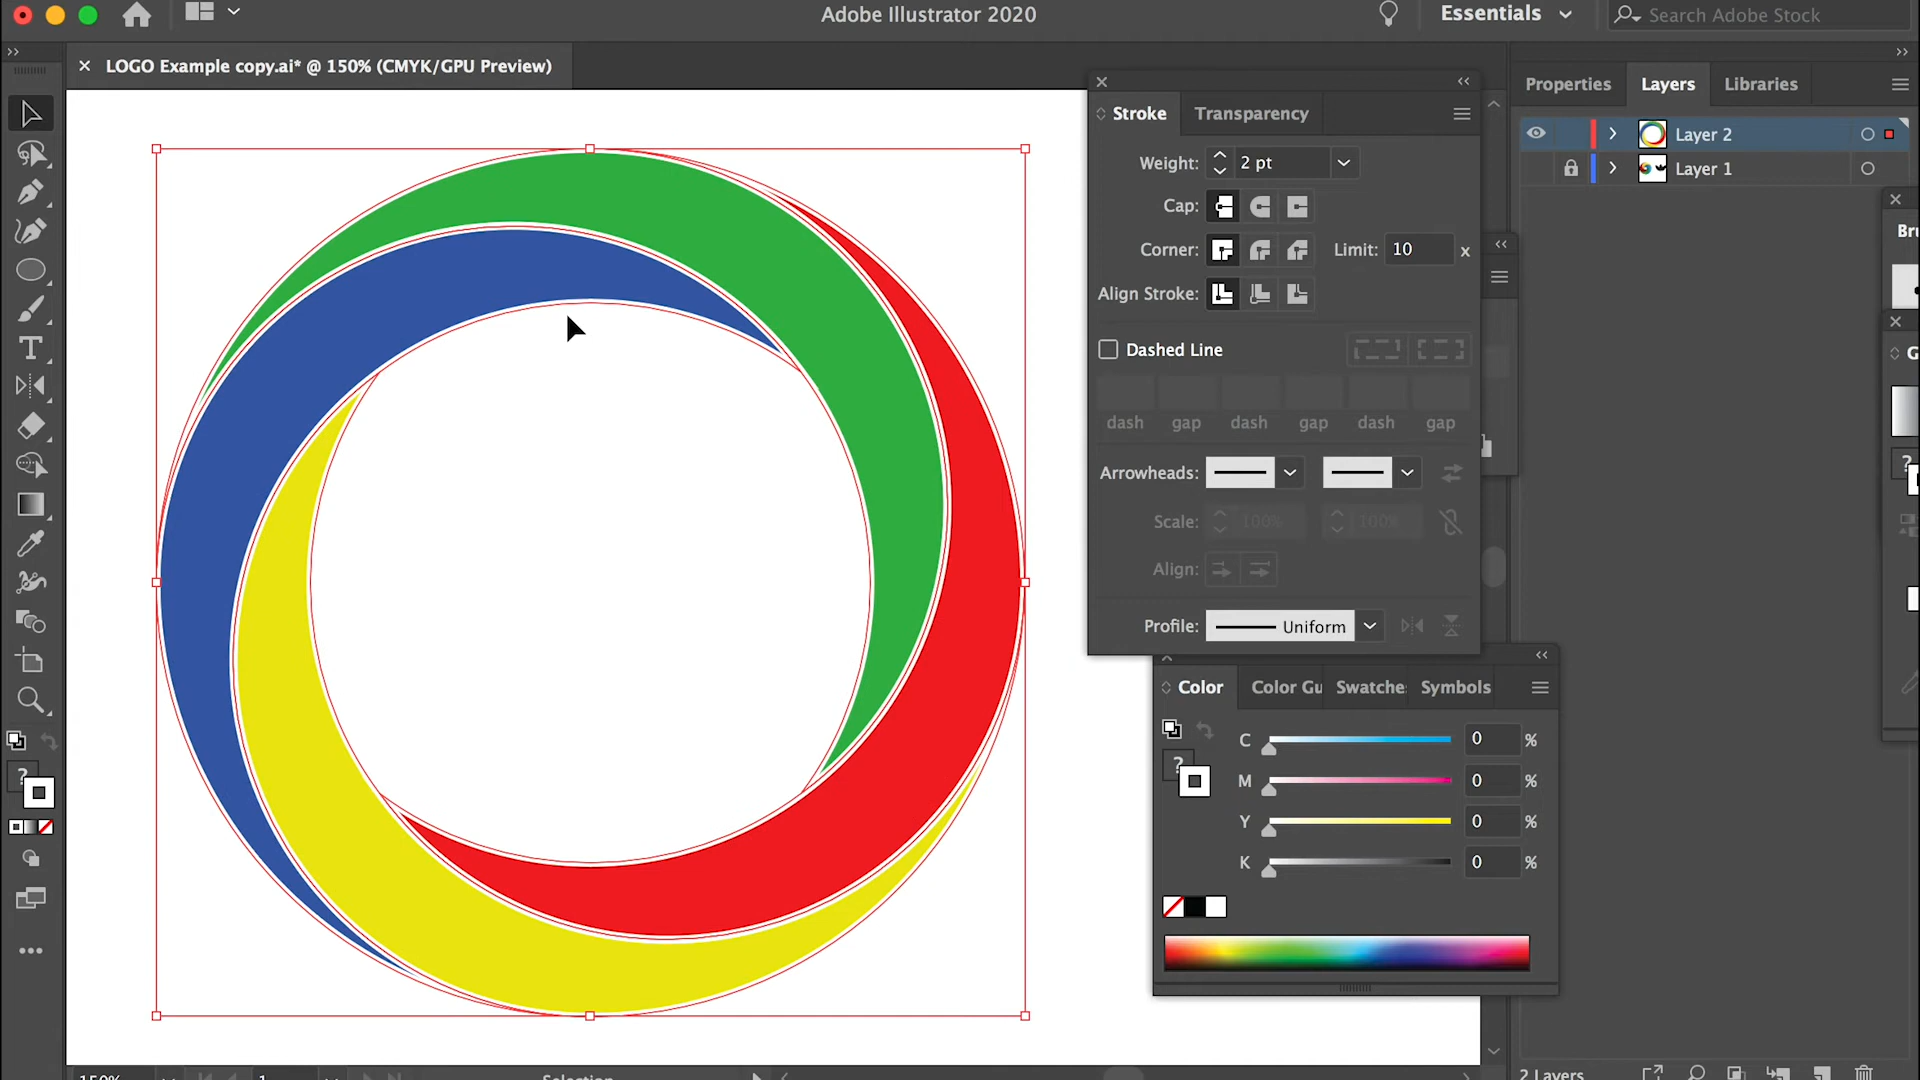 Adobe Illustrator 2020
Essentials
Search Adobe Stock
LOGO Example copy.ai* @ 150% (CMYK/GPU Preview)
Stroke
Transparency
Weight: 2 pt
Cap:
Corner: Limit: 10 x
Align Stroke:
Dashed Line
dash gap dash gap dash gap
Arrowheads:
Scale: 100% 100%
Align:
Profile: Uniform
Color Color Gu Swatche Symbols
?
C 0 %
M 0 %
Y 0 %
K 0 %
Properties Layers Libraries
Layer 2
Layer 1
Bru
G
?
?
150%
1
Selection
2 Layers